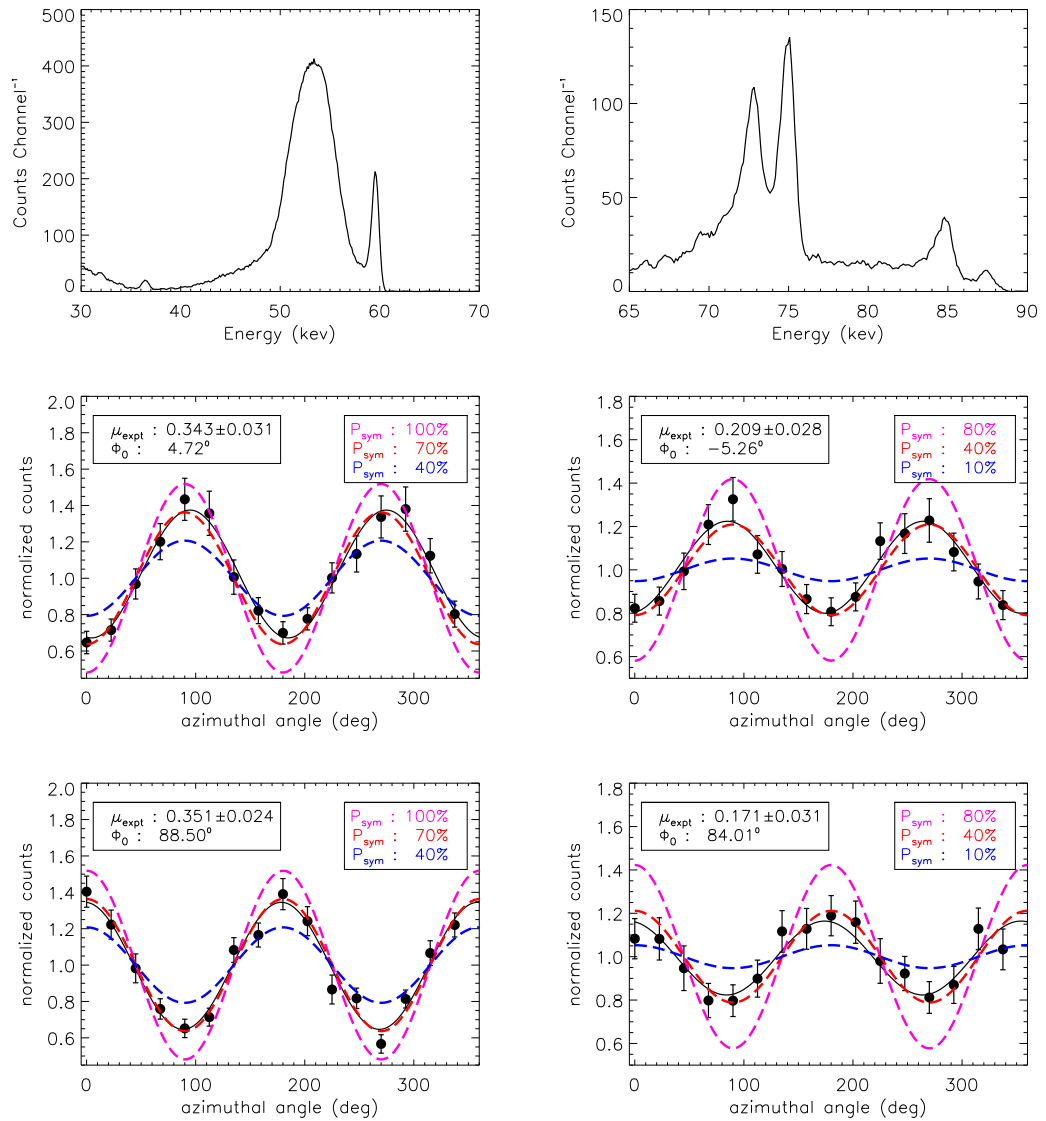 500
400
300
200
100
0
Counts Channel⁻¹
30 40 50 60 70
Energy (kev)
150
100
50
0
Counts Channel⁻¹
65 70 75 80 85 90
Energy (kev)
2.0
1.8
1.6
1.4
1.2
1.0
0.8
0.6
normalized counts
μexpt : 0.343±0.031
Φ0 : 4.72°
Psym : 100%
Psym : 70%
Psym : 40%
0 100 200 300
azimuthal angle (deg)
1.8
1.6
1.4
1.2
1.0
0.8
0.6
normalized counts
μexpt : 0.209±0.028
Φ0 : −5.26°
Psym : 80%
Psym : 40%
Psym : 10%
0 100 200 300
azimuthal angle (deg)
2.0
1.8
1.6
1.4
1.2
1.0
0.8
0.6
normalized counts
μexpt : 0.351±0.024
Φ0 : 88.50°
Psym : 100%
Psym : 70%
Psym : 40%
0 100 200 300
azimuthal angle (deg)
1.8
1.6
1.4
1.2
1.0
0.8
0.6
normalized counts
μexpt : 0.171±0.031
Φ0 : 84.01°
Psym : 80%
Psym : 40%
Psym : 10%
0 100 200 300
azimuthal angle (deg)